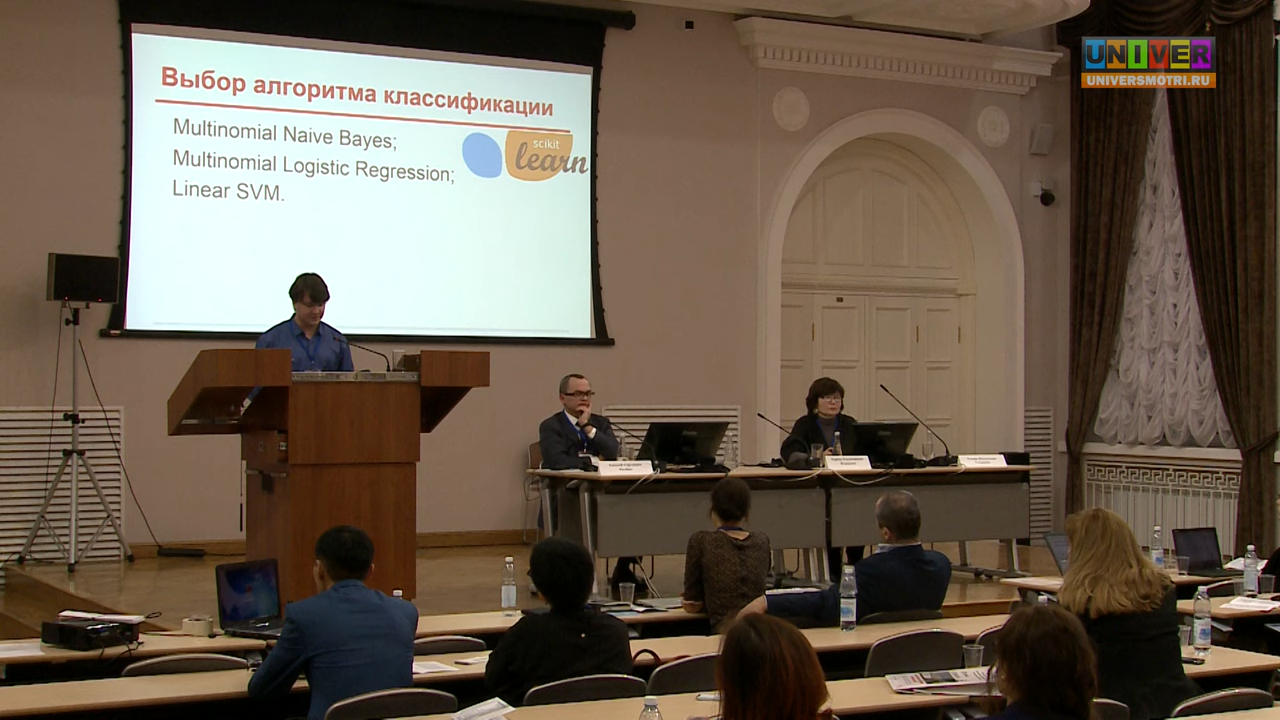 UNIVER
UNIVERSMOTRI.RU
Выбор алгоритма классификации
Multinomial Naive Bayes;
Multinomial Logistic Regression;
Linear SVM.
scikit
learn